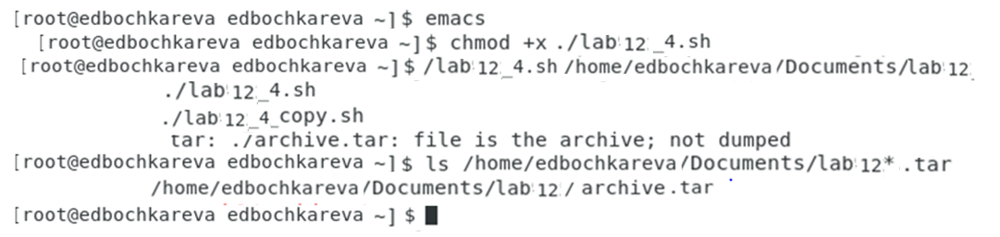 [root@edbochkareva edbochkareva ~]$ emacs
[root@edbochkareva edbochkareva ~]$ chmod +x ./lab12_4.sh
[root@edbochkareva edbochkareva ~]$ /lab12_4.sh /home/edbochkareva/Documents/lab12
./lab12_4.sh
./lab12_4_copy.sh
tar: ./archive.tar: file is the archive; not dumped
[root@edbochkareva edbochkareva ~]$ ls /home/edbochkareva/Documents/lab12* .tar
/home/edbochkareva/Documents/lab12/ archive.tar
[root@edbochkareva edbochkareva ~] $